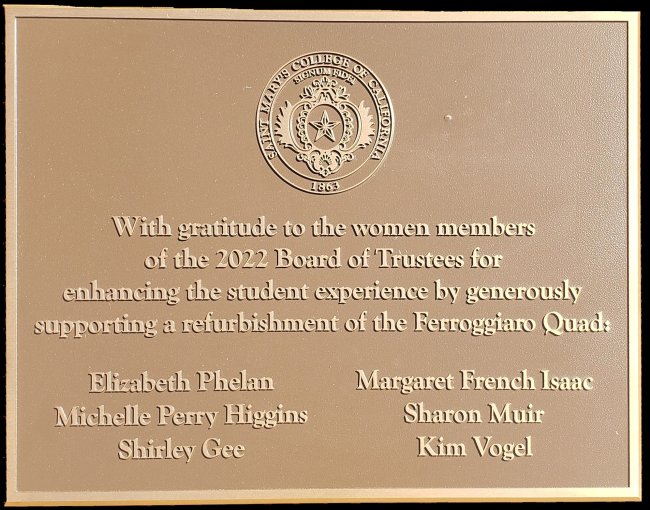 SAINT MARY'S COLLEGE OF CALIFORNIA
SIGNUM FIDEI
1863
With gratitude to the women members
of the 2022 Board of Trustees for
enhancing the student experience by generously
supporting a refurbishment of the Ferroggiaro Quad:
Elizabeth Phelan
Margaret French Isaac
Michelle Perry Higgins
Sharon Muir
Shirley Gee
Kim Vogel